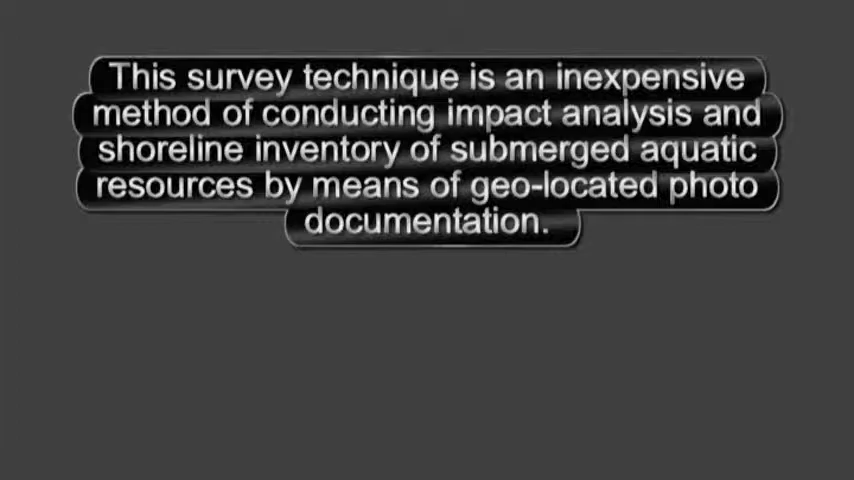 This survey technique is an inexpensive
method of conducting impact analysis and
shoreline inventory of submerged aquatic
resources by means of geo-located photo
documentation.